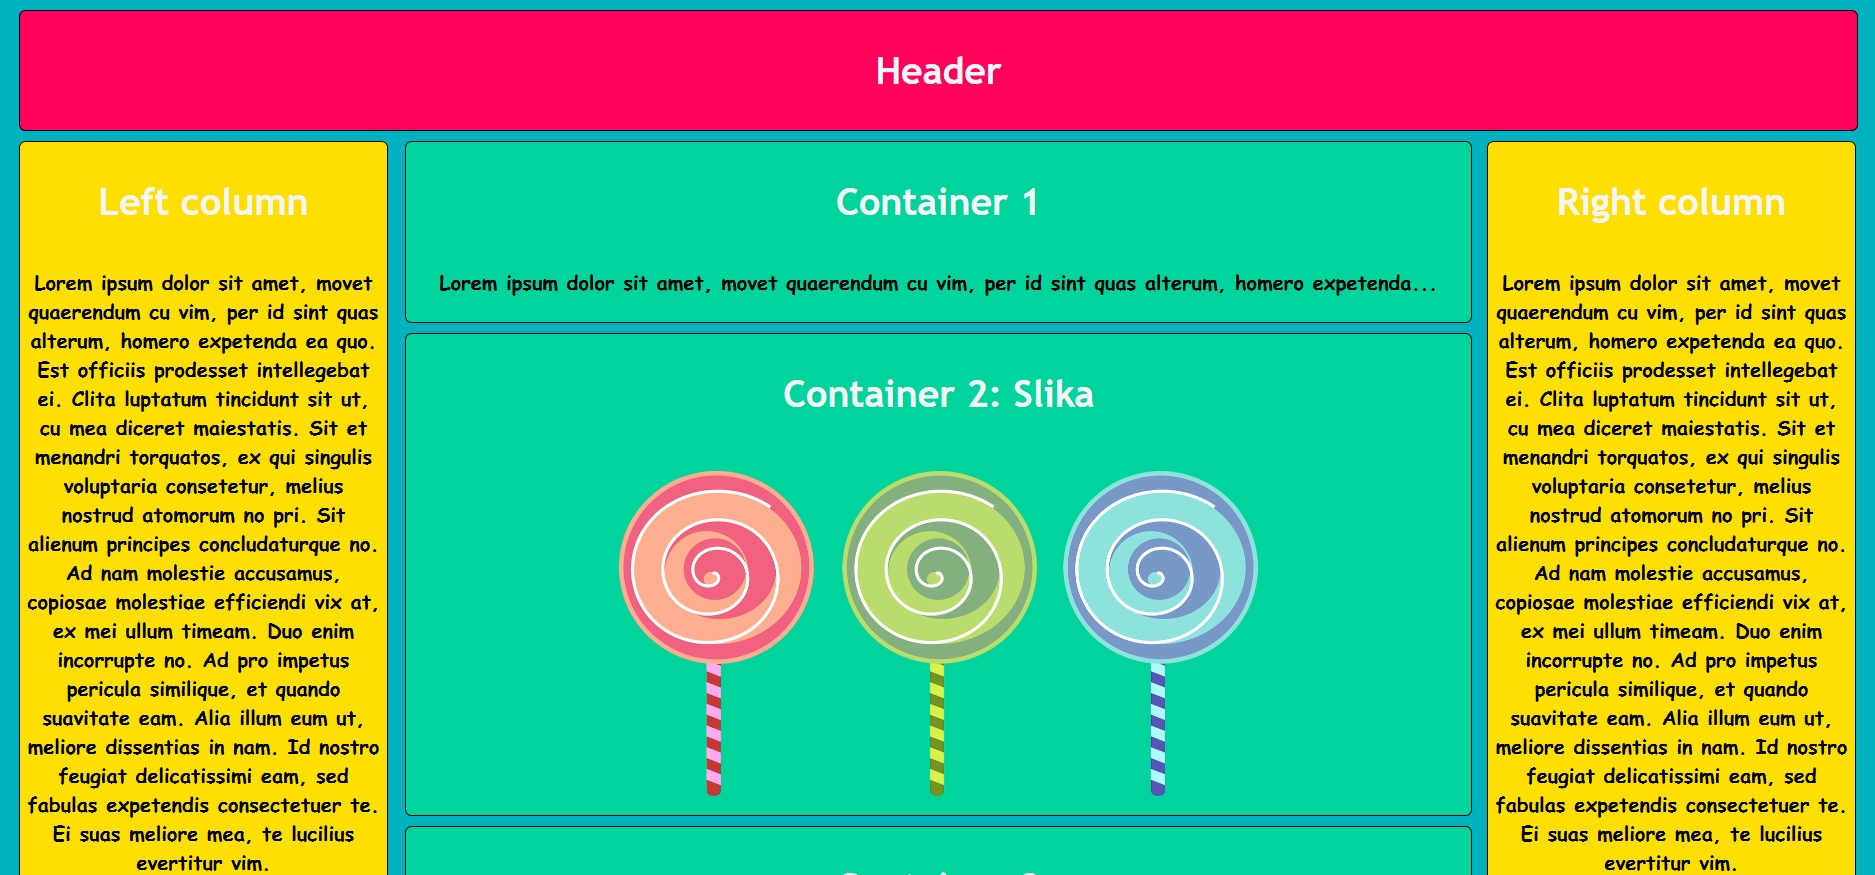 Header
Left column
Lorem ipsum dolor sit amet, movet
quaerendum cu vim, per id sint quas
alterum, homero expetenda ea quo.
Est officiis prodesset intellegebat
ei. Clita luptatum tincidunt sit ut,
cu mea diceret maiestatis. Sit et
menandri torquatos, ex qui singulis
voluptaria consetetur, melius
nostrud atomorum no pri. Sit
alienum principes concludaturque no.
Ad nam molestie accusamus,
copiosae molestiae efficiendi vix at,
ex mei ullum timeam. Duo enim
incorrupte no. Ad pro impetus
pericula similique, et quando
suavitate eam. Alia illum eum ut,
meliore dissentias in nam. Id nostro
feugiat delicatissimi eam, sed
fabulas expetendis consectetuer te.
Ei suas meliore mea, te lucilius
evertitur vim.
Container 1
Lorem ipsum dolor sit amet, movet quaerendum cu vim, per id sint quas alterum, homero expetenda...
Container 2: Slika
Right column
Lorem ipsum dolor sit amet, movet
quaerendum cu vim, per id sint quas
alterum, homero expetenda ea quo.
Est officiis prodesset intellegebat
ei. Clita luptatum tincidunt sit ut,
cu mea diceret maiestatis. Sit et
menandri torquatos, ex qui singulis
voluptaria consetetur, melius
nostrud atomorum no pri. Sit
alienum principes concludaturque no.
Ad nam molestie accusamus,
copiosae molestiae efficiendi vix at,
ex mei ullum timeam. Duo enim
incorrupte no. Ad pro impetus
pericula similique, et quando
suavitate eam. Alia illum eum ut,
meliore dissentias in nam. Id nostro
feugiat delicatissimi eam, sed
fabulas expetendis consectetuer te.
Ei suas meliore mea, te lucilius
evertitur vim.